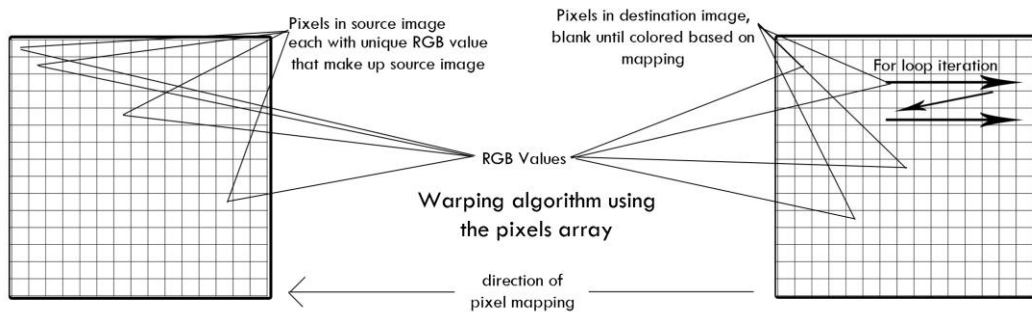 Pixels in source image
each with unique RGB value
that make up source image
Pixels in destination image,
blank until colored based on
mapping
For loop iteration
RGB Values
Warping algorithm using
the pixels array
direction of
pixel mapping